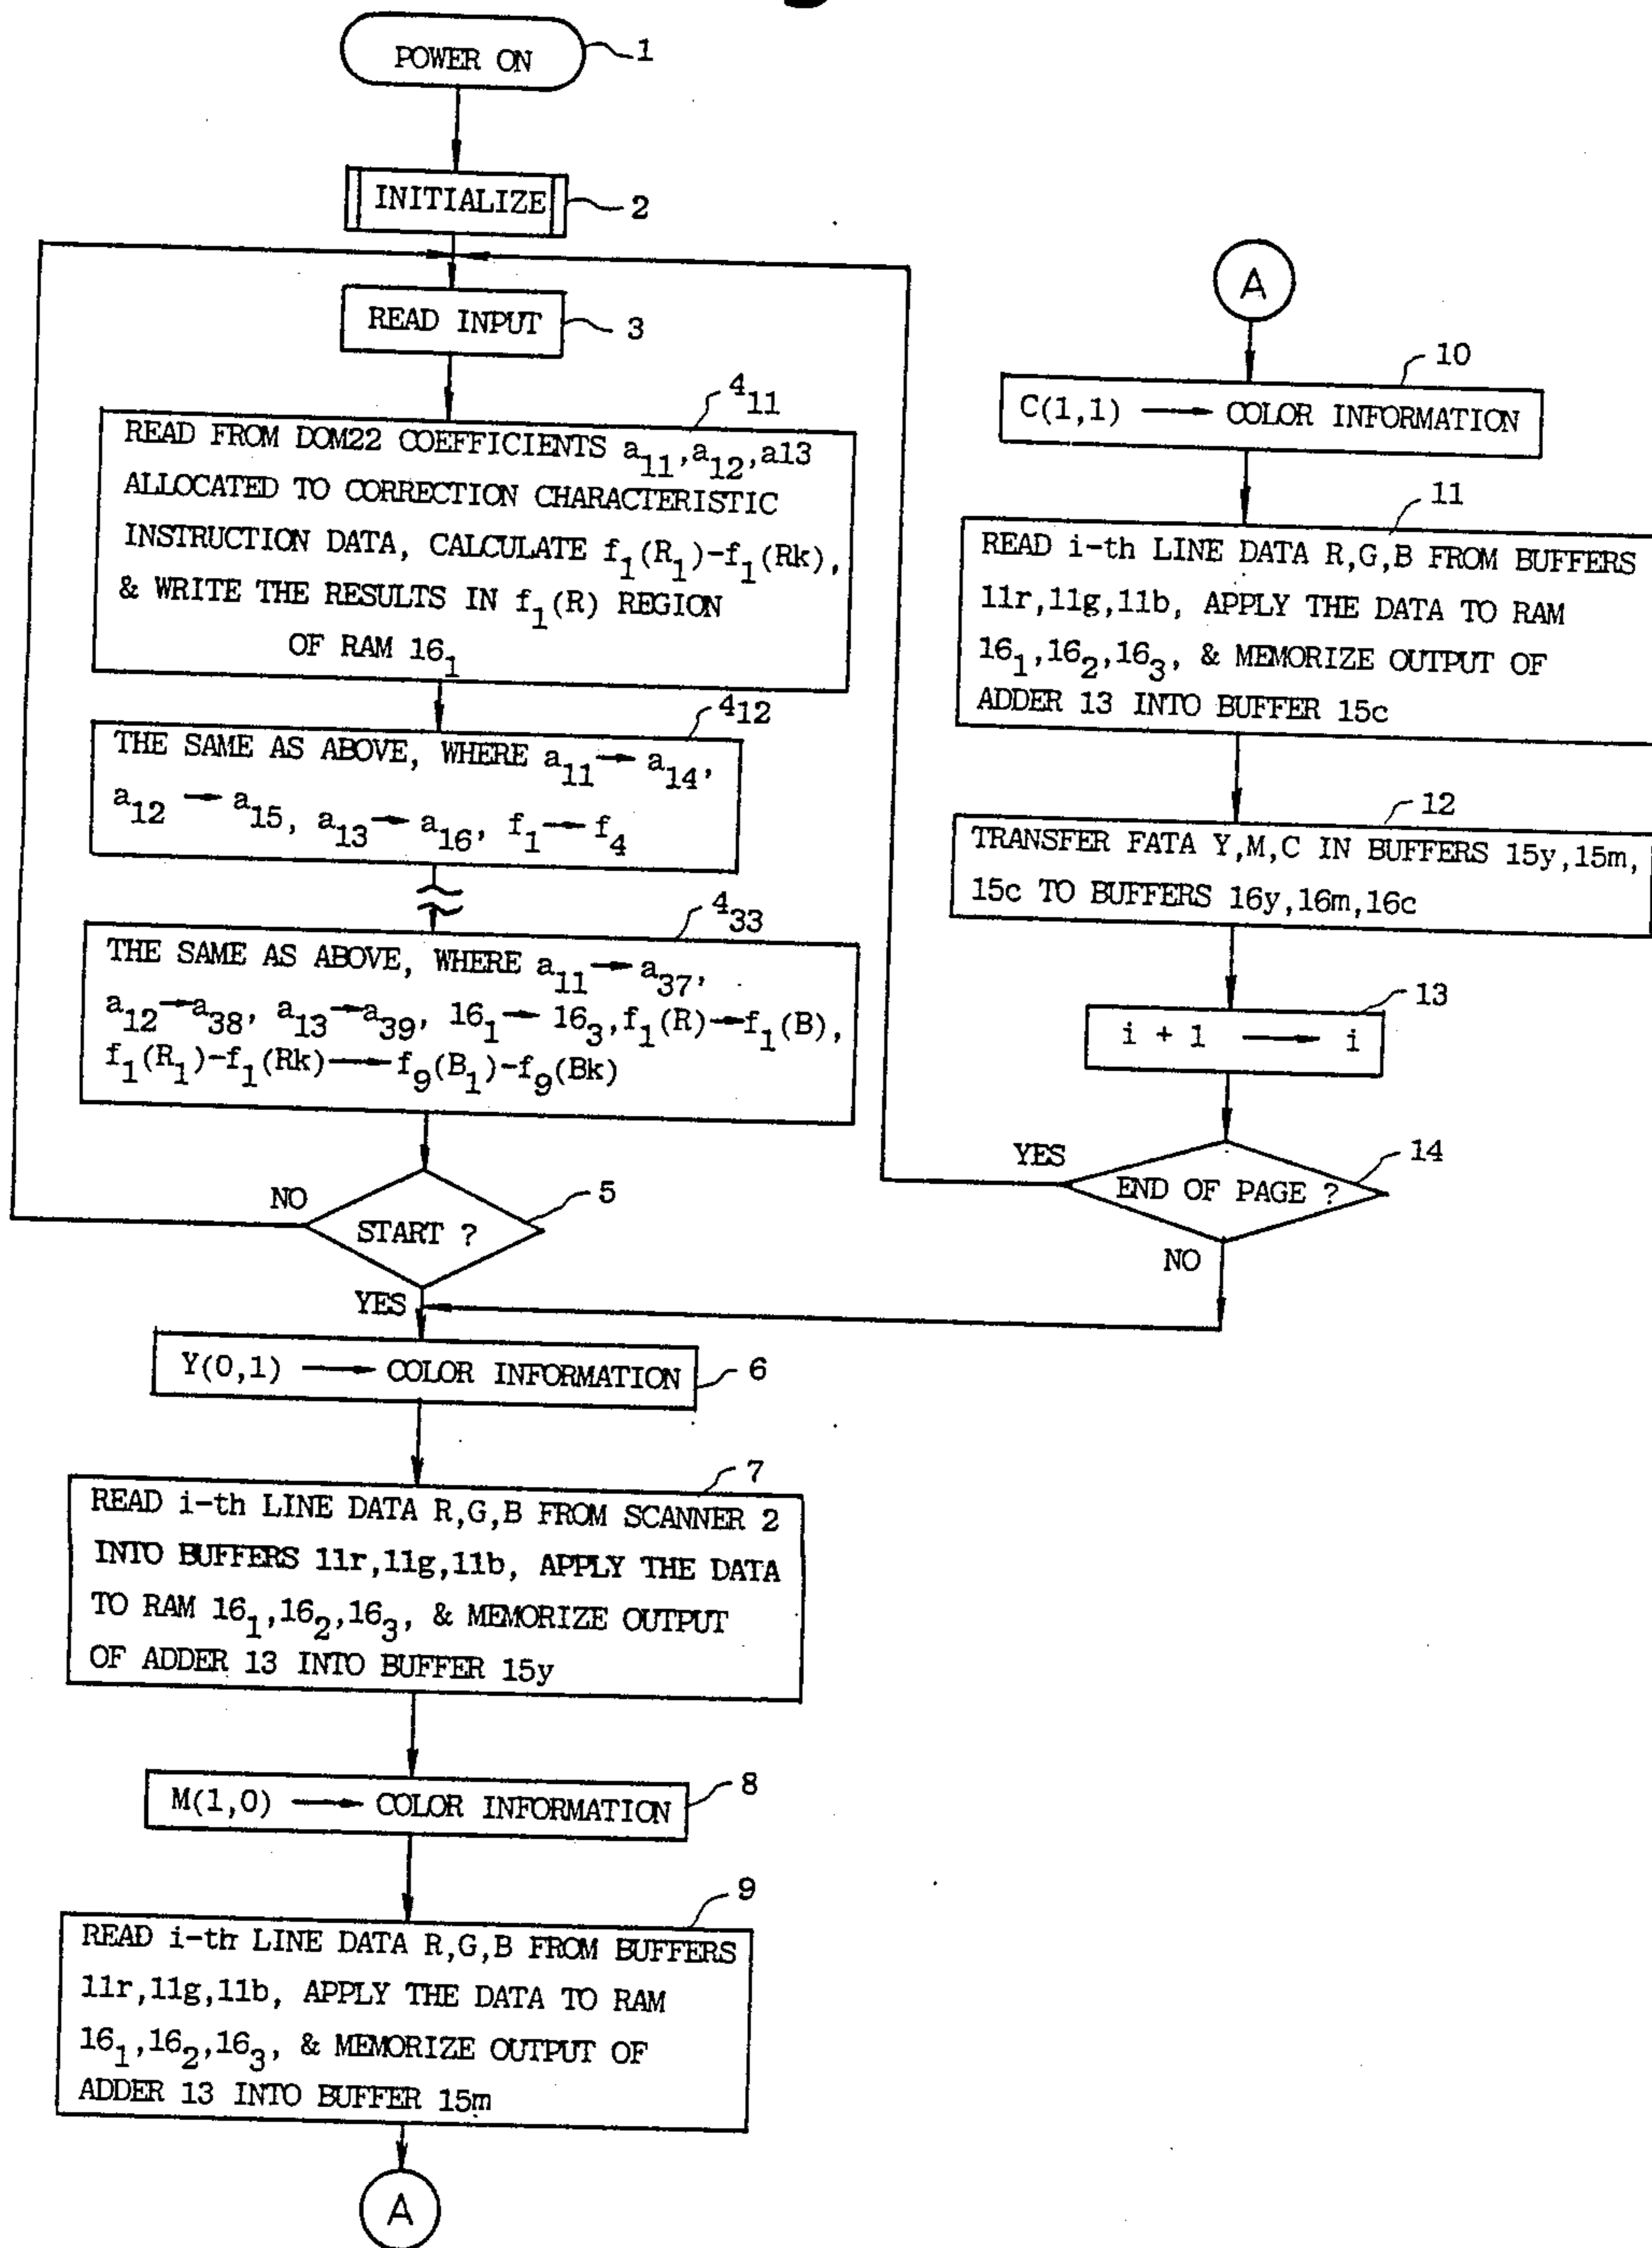 POWER ON
1
INITIALIZE
2
READ INPUT
3
4₁₁
READ FROM DOM22 COEFFICIENTS a₁₁,a₁₂,a13
ALLOCATED TO CORRECTION CHARACTERISTIC
INSTRUCTION DATA, CALCULATE f₁(R₁)-f₁(Rk),
& WRITE THE RESULTS IN f₁(R) REGION
OF RAM 16₁
4₁₂
THE SAME AS ABOVE, WHERE a₁₁→a₁₄,
a₁₂→a₁₅, a₁₃→a₁₆, f₁→f₄
4₃₃
THE SAME AS ABOVE, WHERE a₁₁→a₃₇,
a₁₂→a₃₈, a₁₃→a₃₉, 16₁→16₃,f₁(R)→f₁(B),
f₁(R₁)-f₁(Rk)→f₉(B₁)-f₉(Bk)
NO
START ?
5
YES
Y(0,1) → COLOR INFORMATION
6
7
READ i-th LINE DATA R,G,B FROM SCANNER 2
INTO BUFFERS 11r,11g,11b, APPLY THE DATA
TO RAM 16₁,16₂,16₃, & MEMORIZE OUTPUT
OF ADDER 13 INTO BUFFER 15y
M(1,0) → COLOR INFORMATION
8
9
READ i-th LINE DATA R,G,B FROM BUFFERS
11r,11g,11b, APPLY THE DATA TO RAM
16₁,16₂,16₃, & MEMORIZE OUTPUT OF
ADDER 13 INTO BUFFER 15m
A
A
10
C(1,1) → COLOR INFORMATION
11
READ i-th LINE DATA R,G,B FROM BUFFERS
11r,11g,11b, APPLY THE DATA TO RAM
16₁,16₂,16₃, & MEMORIZE OUTPUT OF
ADDER 13 INTO BUFFER 15c
12
TRANSFER FATA Y,M,C IN BUFFERS 15y,15m,
15c TO BUFFERS 16y,16m,16c
13
i + 1 → i
YES
END OF PAGE ?
14
NO